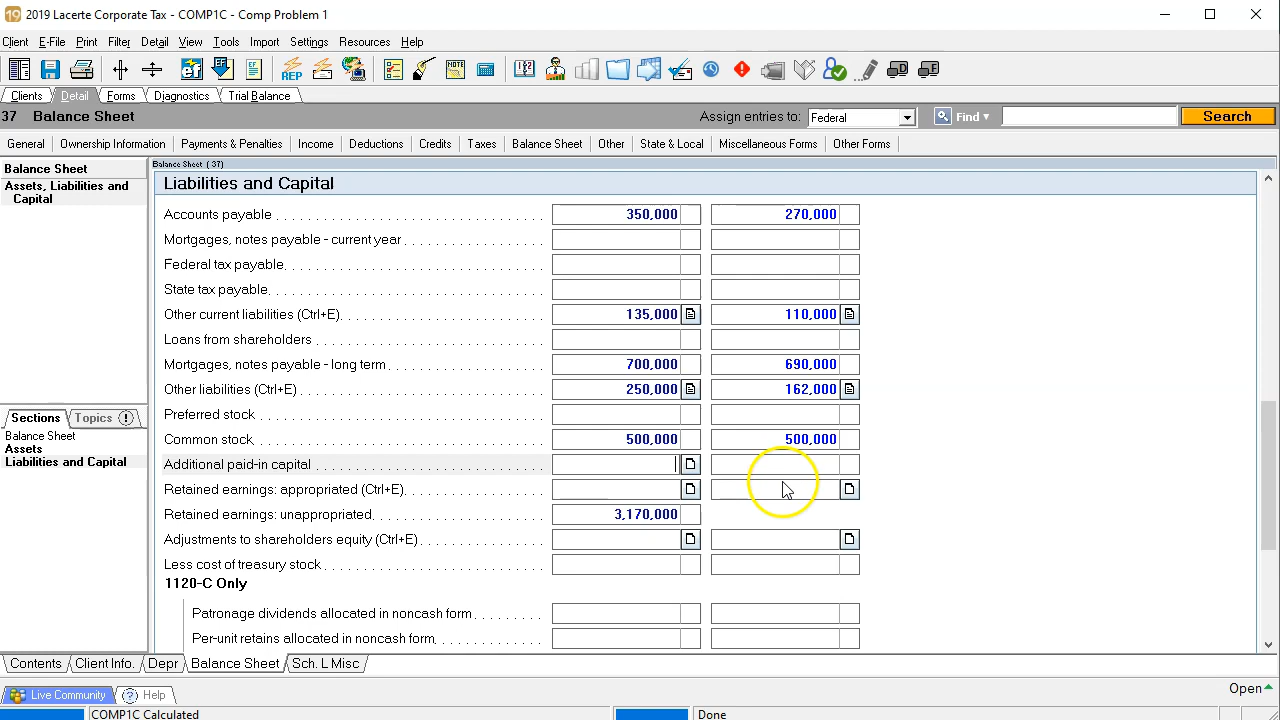 19 2019 Lacerte Corporate Tax - COMP1C - Comp Problem 1
Client E-File Print Filter Detail View Tools Import Settings Resources Help
REP
Clients Detail Forms Diagnostics Trial Balance
37 Balance Sheet Assign entries to: Federal Find Search
General Ownership Information Payments & Penalties Income Deductions Credits Taxes Balance Sheet Other State & Local Miscellaneous Forms Other Forms
Balance Sheet
Assets, Liabilities and
Capital
Balance Sheet (37)
Liabilities and Capital
Accounts payable 350,000 270,000
Mortgages, notes payable - current year
Federal tax payable
State tax payable
Other current liabilities (Ctrl+E) 135,000 110,000
Loans from shareholders
Mortgages, notes payable - long term 700,000 690,000
Other liabilities (Ctrl+E) 250,000 162,000
Preferred stock
Common stock 500,000 500,000
Additional paid-in capital
Retained earnings: appropriated (Ctrl+E)
Retained earnings: unappropriated 3,170,000
Adjustments to shareholders equity (Ctrl+E)
Less cost of treasury stock
1120-C Only
Patronage dividends allocated in noncash form
Per-unit retains allocated in noncash form
Sections Topics
Balance Sheet
Assets
Liabilities and Capital
Contents Client Info. Depr Balance Sheet Sch. L Misc
Live Community Help Open
COMP1C Calculated Done